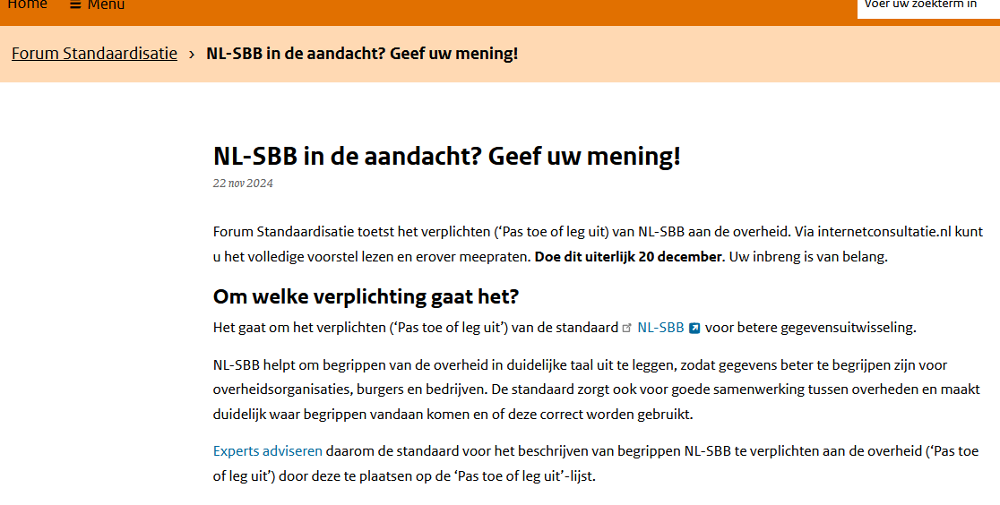 Home ☰ Menu Voer uw zoekterm in
Forum Standaardisatie › NL-SBB in de aandacht? Geef uw mening!
NL-SBB in de aandacht? Geef uw mening!
22 nov 2024
Forum Standaardisatie toetst het verplichten (‘Pas toe of leg uit) van NL-SBB aan de overheid. Via internetconsultatie.nl kunt
u het volledige voorstel lezen en erover meepraten. Doe dit uiterlijk 20 december. Uw inbreng is van belang.
Om welke verplichting gaat het?
Het gaat om het verplichten (‘Pas toe of leg uit’) van de standaard NL-SBB voor betere gegevensuitwisseling.
NL-SBB helpt om begrippen van de overheid in duidelijke taal uit te leggen, zodat gegevens beter te begrijpen zijn voor
overheidsorganisaties, burgers en bedrijven. De standaard zorgt ook voor goede samenwerking tussen overheden en maakt
duidelijk waar begrippen vandaan komen en of deze correct worden gebruikt.
Experts adviseren daarom de standaard voor het beschrijven van begrippen NL-SBB te verplichten aan de overheid (‘Pas toe
of leg uit’) door deze te plaatsen op de ‘Pas toe of leg uit’-lijst.